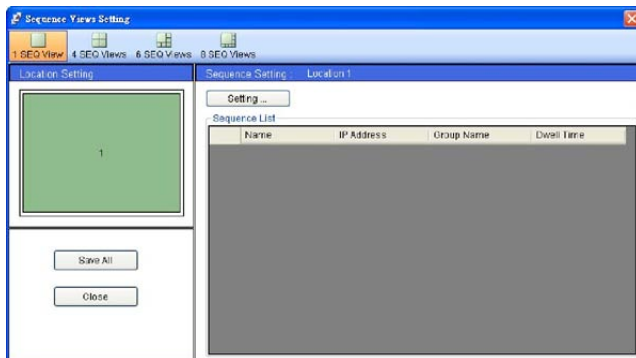 Sequence Views Setting
1 SEQ View 4 SEQ Views 6 SEQ Views 8 SEQ Views
Location Setting
Sequence Setting : Location 1
1
Setting ...
Sequence List
Name IP Address Group Name Dwell Time
Save All
Close